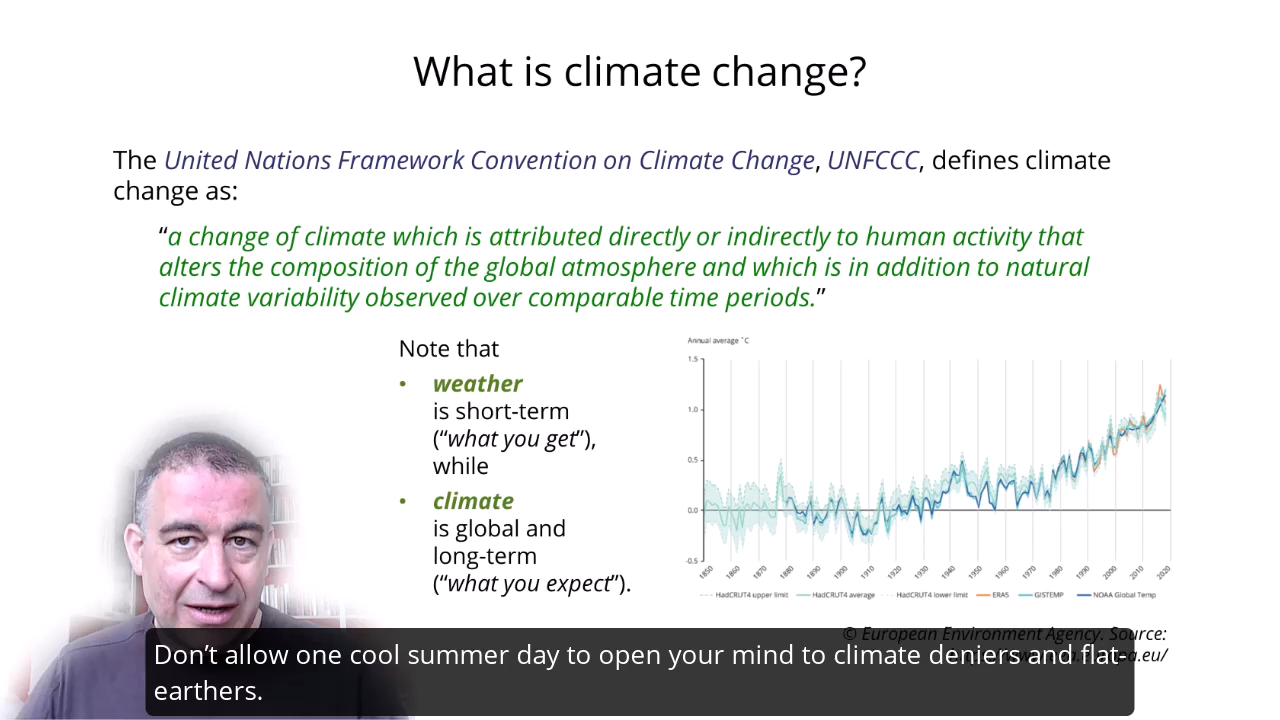 What is climate change?
The United Nations Framework Convention on Climate Change, UNFCCC, defines climate
change as:
“a change of climate which is attributed directly or indirectly to human activity that
alters the composition of the global atmosphere and which is in addition to natural
climate variability observed over comparable time periods.”
Note that
• weather
is short-term
(“what you get”),
while
• climate
is global and
long-term
(“what you expect”).
Annual average °C
1.5
1.0
0.5
0.0
-0.5
1850 1860 1870 1880 1890 1900 1910 1920 1930 1940 1950 1960 1970 1980 1990 2000 2010 2020
HadCRUT4 upper limit HadCRUT4 average HadCRUT4 lower limit ERA5 GISTEMP NOAA Global Temp
© European Environment Agency. Source:
Don’t allow one cool summer day to open your mind to climate deniers and flat-
earthers.